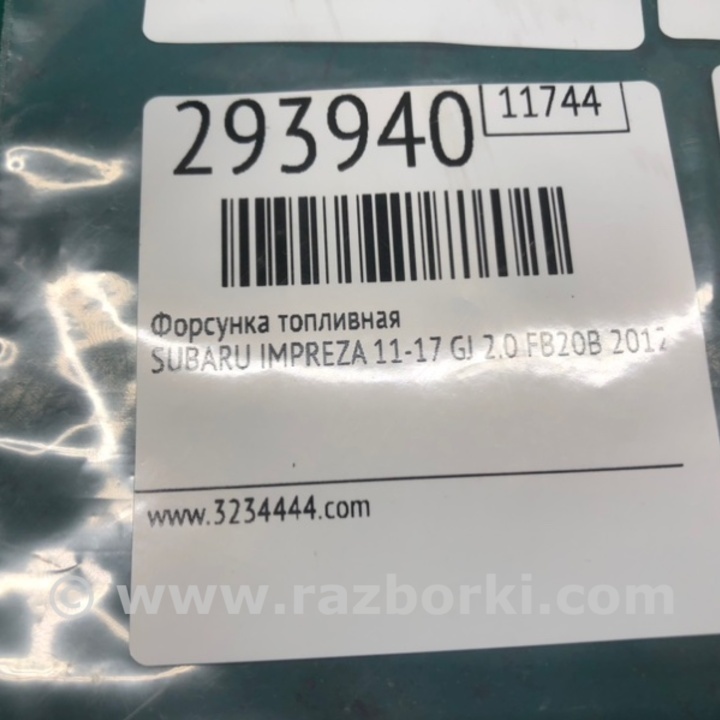 293940
11744
Форсунка топливная
SUBARU IMPREZA 11-17 GJ 2.0 FB20B 2012
www.3234444.com
© www.razborki.com